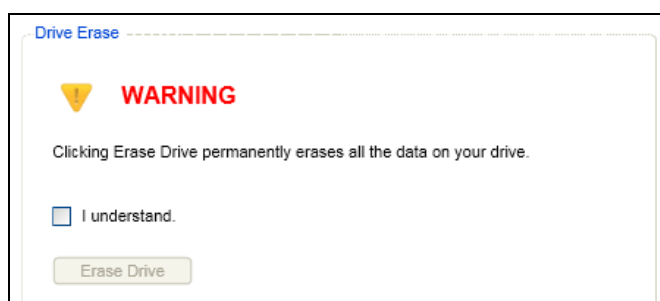 Drive Erase
WARNING
Clicking Erase Drive permanently erases all the data on your drive.
I understand.
Erase Drive